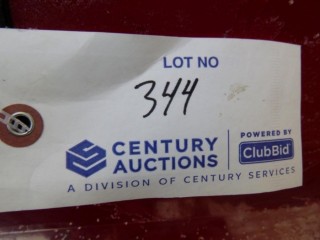 LOT NO
344
CENTURY
AUCTIONS
POWERED BY
ClubBid
A DIVISION OF CENTURY SERVICES